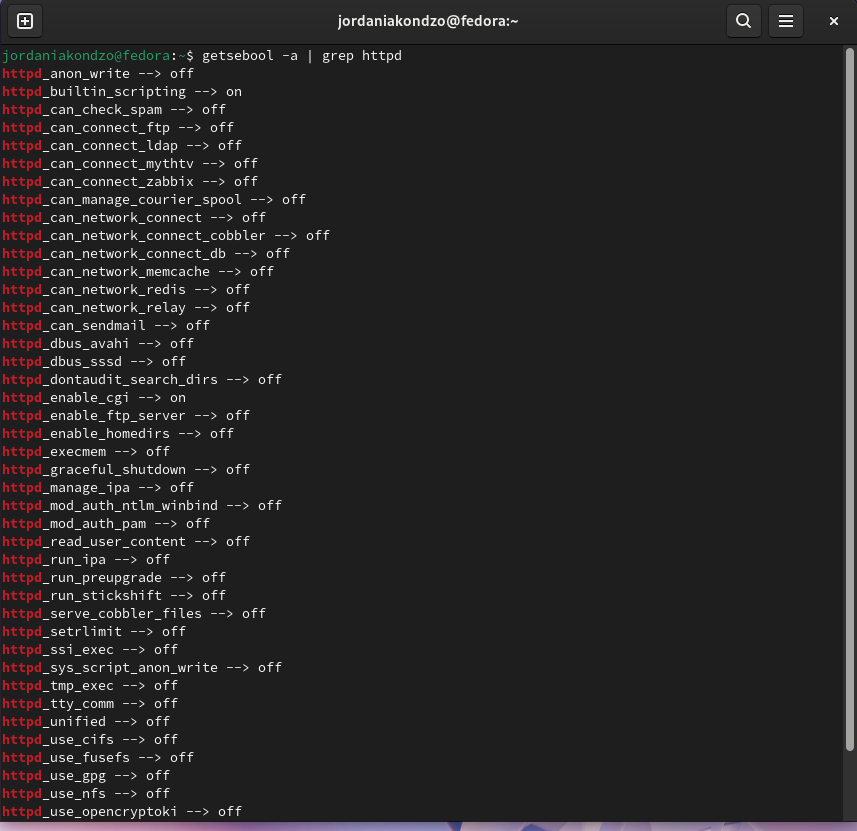 jordaniakondzo@fedora:~
jordaniakondzo@fedora:~$ getsebool -a | grep httpd
httpd_anon_write --> off
httpd_builtin_scripting --> on
httpd_can_check_spam --> off
httpd_can_connect_ftp --> off
httpd_can_connect_ldap --> off
httpd_can_connect_mythtv --> off
httpd_can_connect_zabbix --> off
httpd_can_manage_courier_spool --> off
httpd_can_network_connect --> off
httpd_can_network_connect_cobbler --> off
httpd_can_network_connect_db --> off
httpd_can_network_memcache --> off
httpd_can_network_redis --> off
httpd_can_network_relay --> off
httpd_can_sendmail --> off
httpd_dbus_avahi --> off
httpd_dbus_sssd --> off
httpd_dontaudit_search_dirs --> off
httpd_enable_cgi --> on
httpd_enable_ftp_server --> off
httpd_enable_homedirs --> off
httpd_execmem --> off
httpd_graceful_shutdown --> off
httpd_manage_ipa --> off
httpd_mod_auth_ntlm_winbind --> off
httpd_mod_auth_pam --> off
httpd_read_user_content --> off
httpd_run_ipa --> off
httpd_run_preupgrade --> off
httpd_run_stickshift --> off
httpd_serve_cobbler_files --> off
httpd_setrlimit --> off
httpd_ssi_exec --> off
httpd_sys_script_anon_write --> off
httpd_tmp_exec --> off
httpd_tty_comm --> off
httpd_unified --> off
httpd_use_cifs --> off
httpd_use_fusefs --> off
httpd_use_gpg --> off
httpd_use_nfs --> off
httpd_use_opencryptoki --> off